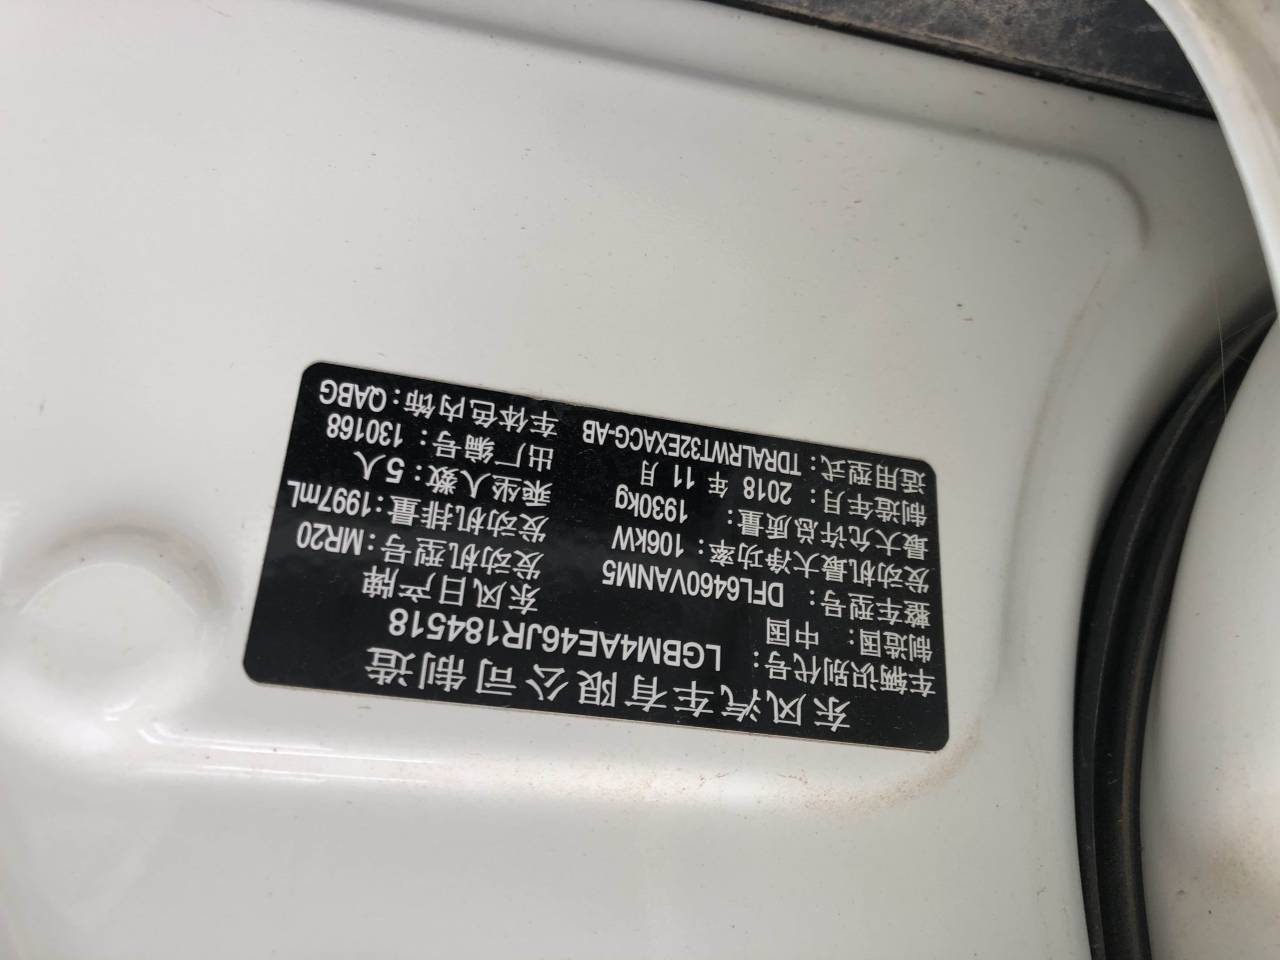 东风汽车有限公司制造
车辆识别代号: LGBM4AE46JR184518
制造国: 中国 东风日产牌
整车型号: DFL6460VANM5 发动机型号:MR20
发动机最大净功率: 106kW 发动机排量:1997mL
最大允许总质量: 1930kg 乘坐人数:5人
制造年月: 2018 年 11 月 出厂编号: 130168
适用型式: TDRALRWT32EXACG-AB 车体色内饰:QABG